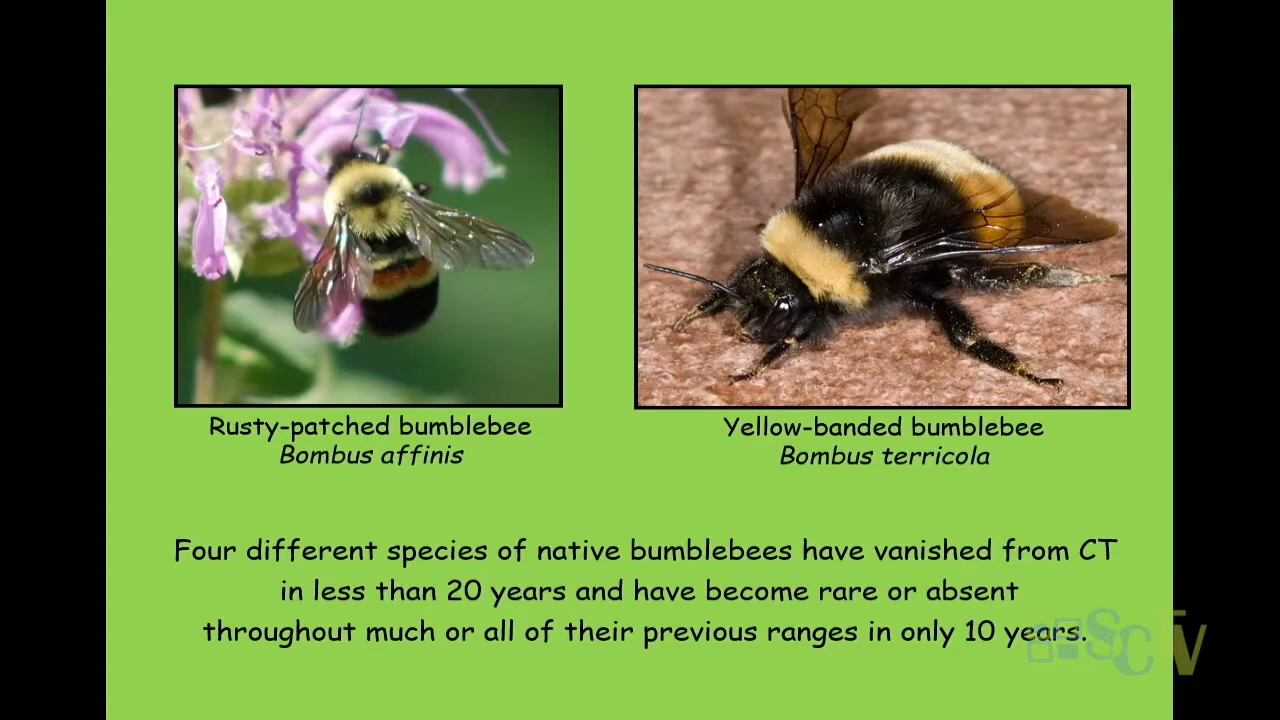 Rusty-patched bumblebee
Bombus affinis
Yellow-banded bumblebee
Bombus terricola
Four different species of native bumblebees have vanished from CT
in less than 20 years and have become rare or absent
throughout much or all of their previous ranges in only 10 years.
SCTV